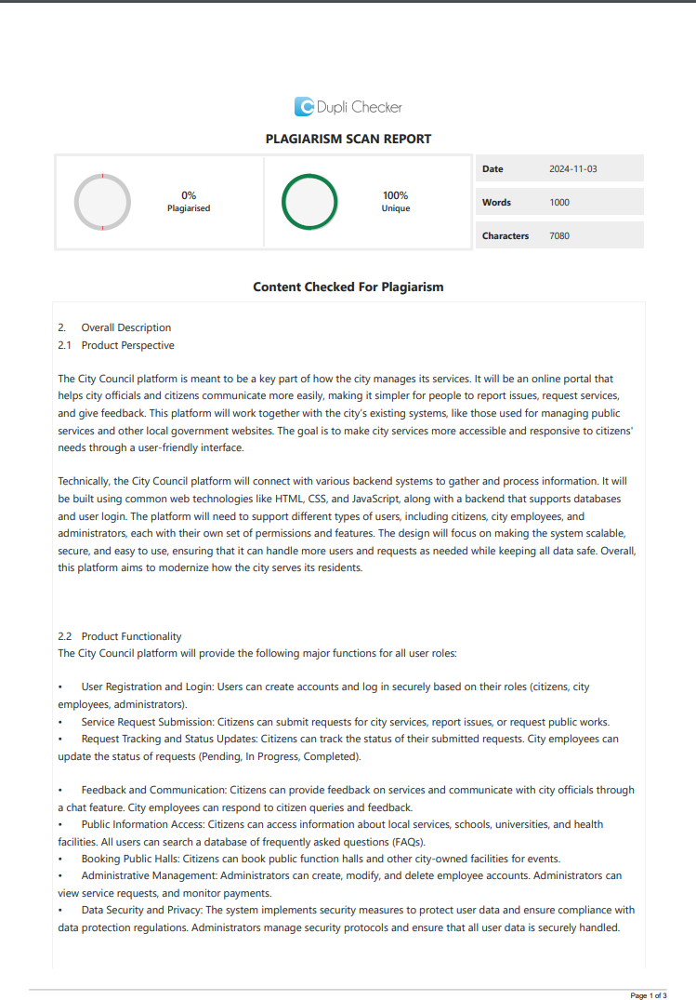 Dupli Checker
PLAGIARISM SCAN REPORT
0%
Plagiarised
100%
Unique
Date 2024-11-03
Words 1000
Characters 7080
Content Checked For Plagiarism
2. Overall Description
2.1 Product Perspective
The City Council platform is meant to be a key part of how the city manages its services. It will be an online portal that
helps city officials and citizens communicate more easily, making it simpler for people to report issues, request services,
and give feedback. This platform will work together with the city's existing systems, like those used for managing public
services and other local government websites. The goal is to make city services more accessible and responsive to citizens'
needs through a user-friendly interface.
Technically, the City Council platform will connect with various backend systems to gather and process information. It will
be built using common web technologies like HTML, CSS, and JavaScript, along with a backend that supports databases
and user login. The platform will need to support different types of users, including citizens, city employees, and
administrators, each with their own set of permissions and features. The design will focus on making the system scalable,
secure, and easy to use, ensuring that it can handle more users and requests as needed while keeping all data safe. Overall,
this platform aims to modernize how the city serves its residents.
2.2 Product Functionality
The City Council platform will provide the following major functions for all user roles:
• User Registration and Login: Users can create accounts and log in securely based on their roles (citizens, city
employees, administrators).
• Service Request Submission: Citizens can submit requests for city services, report issues, or request public works.
• Request Tracking and Status Updates: Citizens can track the status of their submitted requests. City employees can
update the status of requests (Pending, In Progress, Completed).
• Feedback and Communication: Citizens can provide feedback on services and communicate with city officials through
a chat feature. City employees can respond to citizen queries and feedback.
• Public Information Access: Citizens can access information about local services, schools, universities, and health
facilities. All users can search a database of frequently asked questions (FAQs).
• Booking Public Halls: Citizens can book public function halls and other city-owned facilities for events.
• Administrative Management: Administrators can create, modify, and delete employee accounts. Administrators can
view service requests, and monitor payments.
• Data Security and Privacy: The system implements security measures to protect user data and ensure compliance with
data protection regulations. Administrators manage security protocols and ensure that all user data is securely handled.
Page 1 of 3